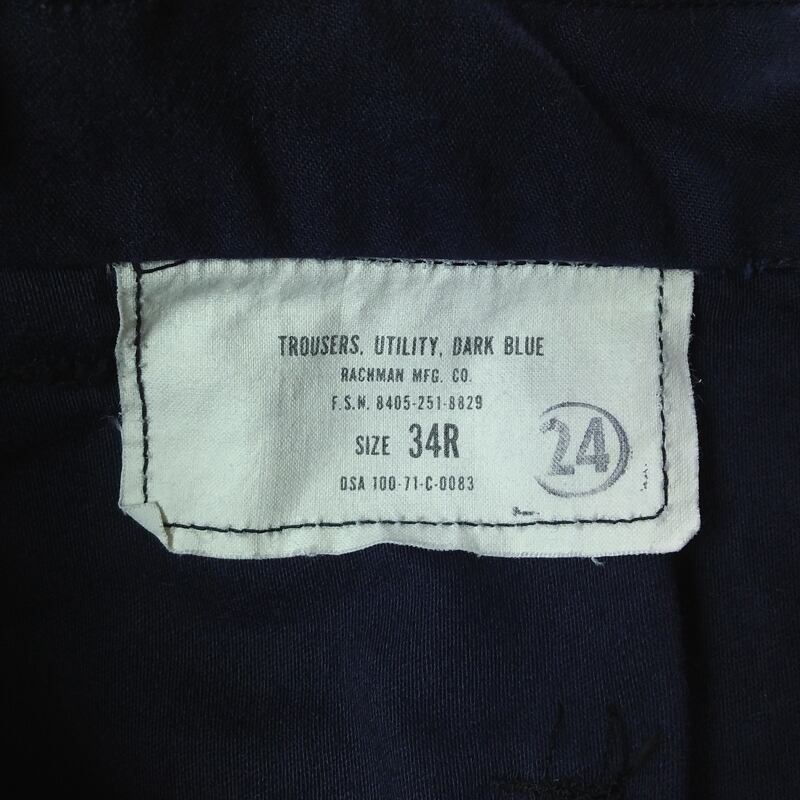 TROUSERS, UTILITY, DARK BLUE
RACHMAN MFG. CO.
F.S.N. 8405-251-8829
SIZE 34R
DSA 100-71-C-0083
24